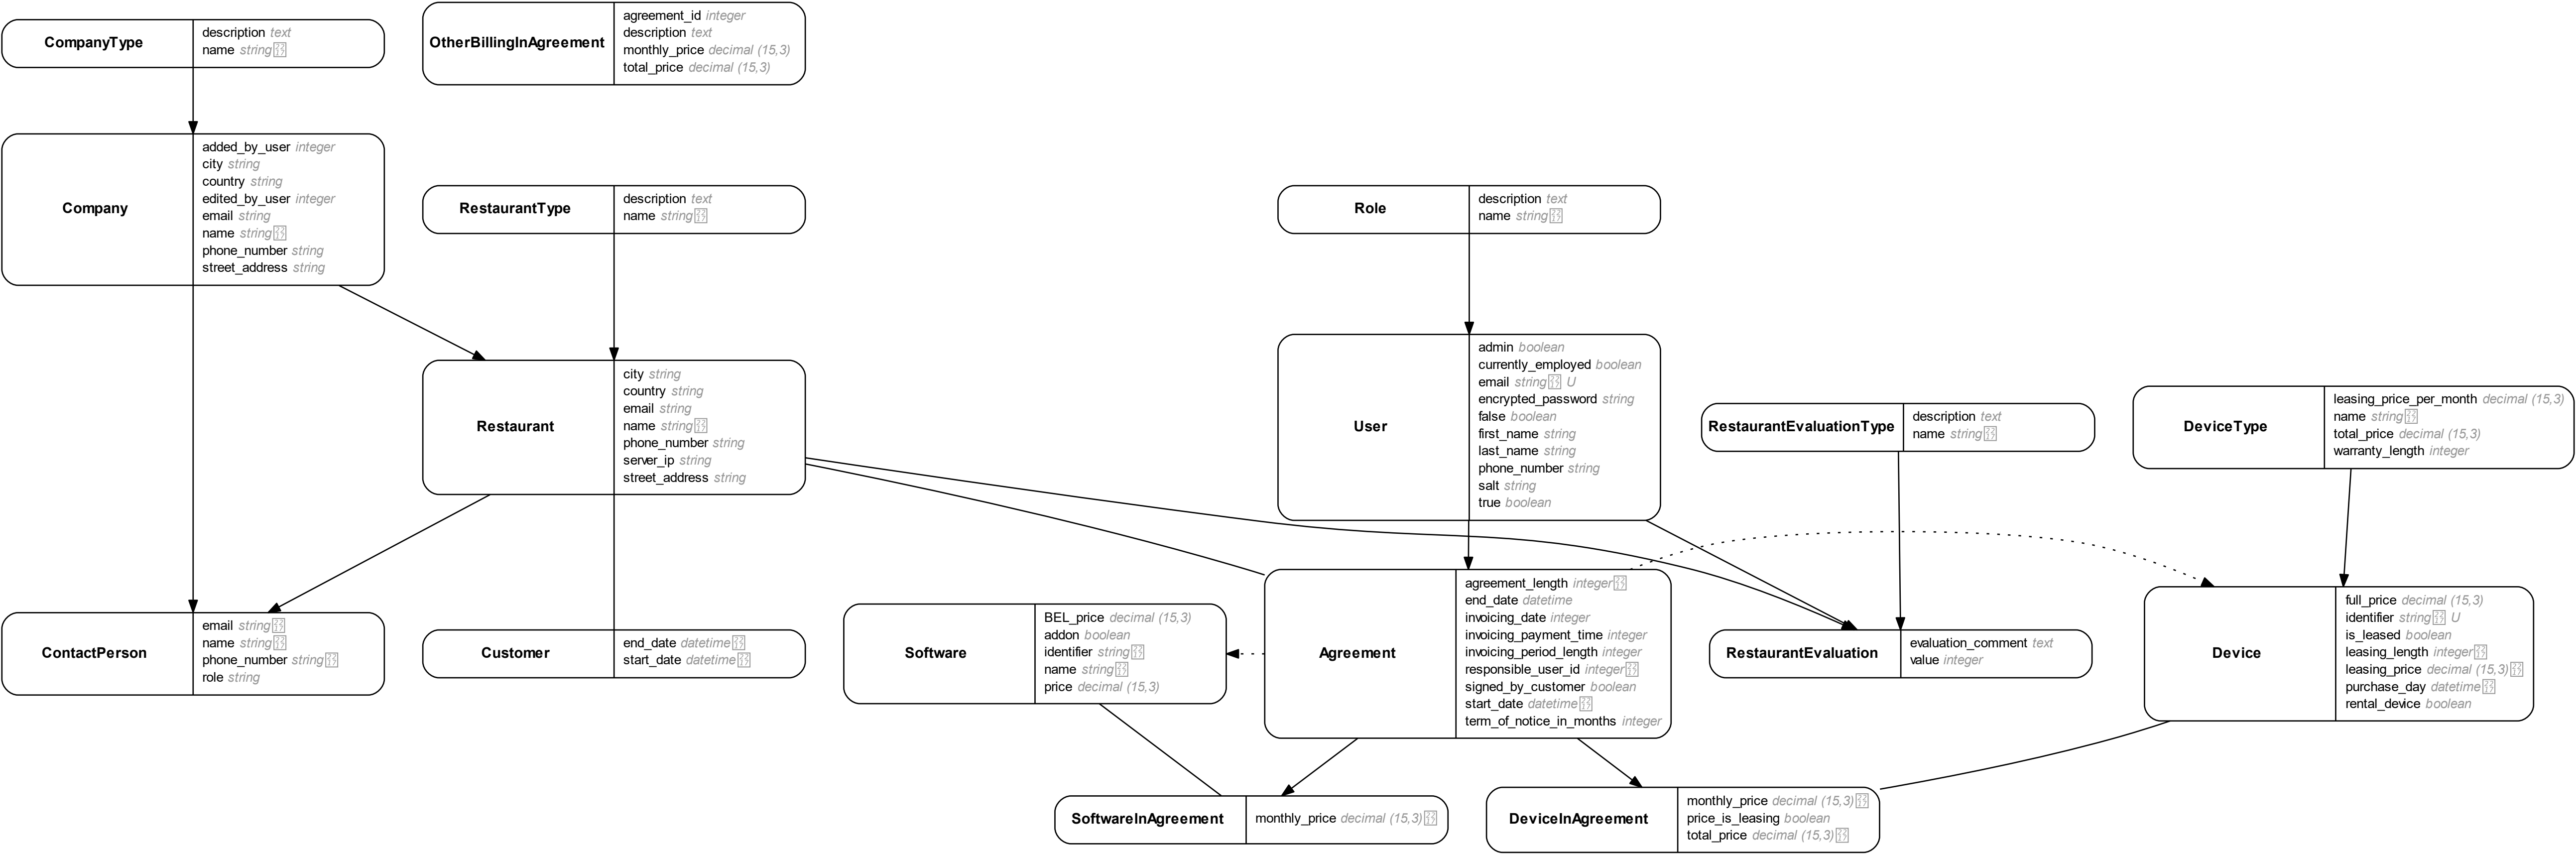 CompanyType
description text
name string
OtherBillingInAgreement
agreement_id integer
description text
monthly_price decimal (15,3)
total_price decimal (15,3)
Company
added_by_user integer
city string
country string
edited_by_user integer
email string
name string
phone_number string
street_address string
RestaurantType
description text
name string
Role
description text
name string
Restaurant
city string
country string
email string
name string
phone_number string
server_ip string
street_address string
User
admin boolean
currently_employed boolean
email string U
encrypted_password string
false boolean
first_name string
last_name string
phone_number string
salt string
true boolean
RestaurantEvaluationType
description text
name string
DeviceType
leasing_price_per_month decimal (15,3)
name string
total_price decimal (15,3)
warranty_length integer
ContactPerson
email string
name string
phone_number string
role string
Customer
end_date datetime
start_date datetime
Software
BEL_price decimal (15,3)
addon boolean
identifier string
name string
price decimal (15,3)
Agreement
agreement_length integer
end_date datetime
invoicing_date integer
invoicing_payment_time integer
invoicing_period_length integer
responsible_user_id integer
signed_by_customer boolean
start_date datetime
term_of_notice_in_months integer
RestaurantEvaluation
evaluation_comment text
value integer
Device
full_price decimal (15,3)
identifier string U
is_leased boolean
leasing_length integer
leasing_price decimal (15,3)
purchase_day datetime
rental_device boolean
SoftwareInAgreement
monthly_price decimal (15,3)
DeviceInAgreement
monthly_price decimal (15,3)
price_is_leasing boolean
total_price decimal (15,3)